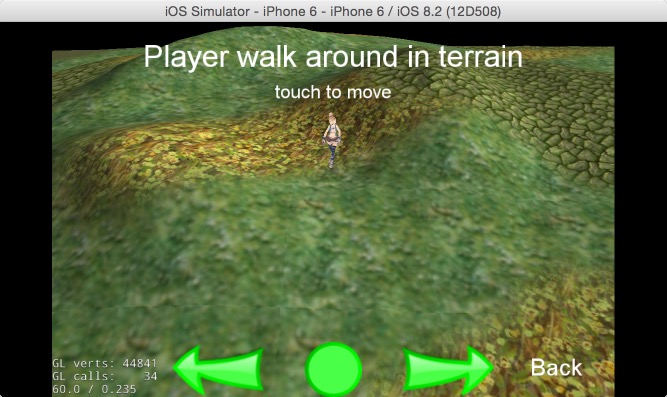 iOS Simulator - iPhone 6 - iPhone 6 / iOS 8.2 (12D508)
Player walk around in terrain
touch to move
GL verts: 44841
GL calls: 34
60.0 / 0.235
Back